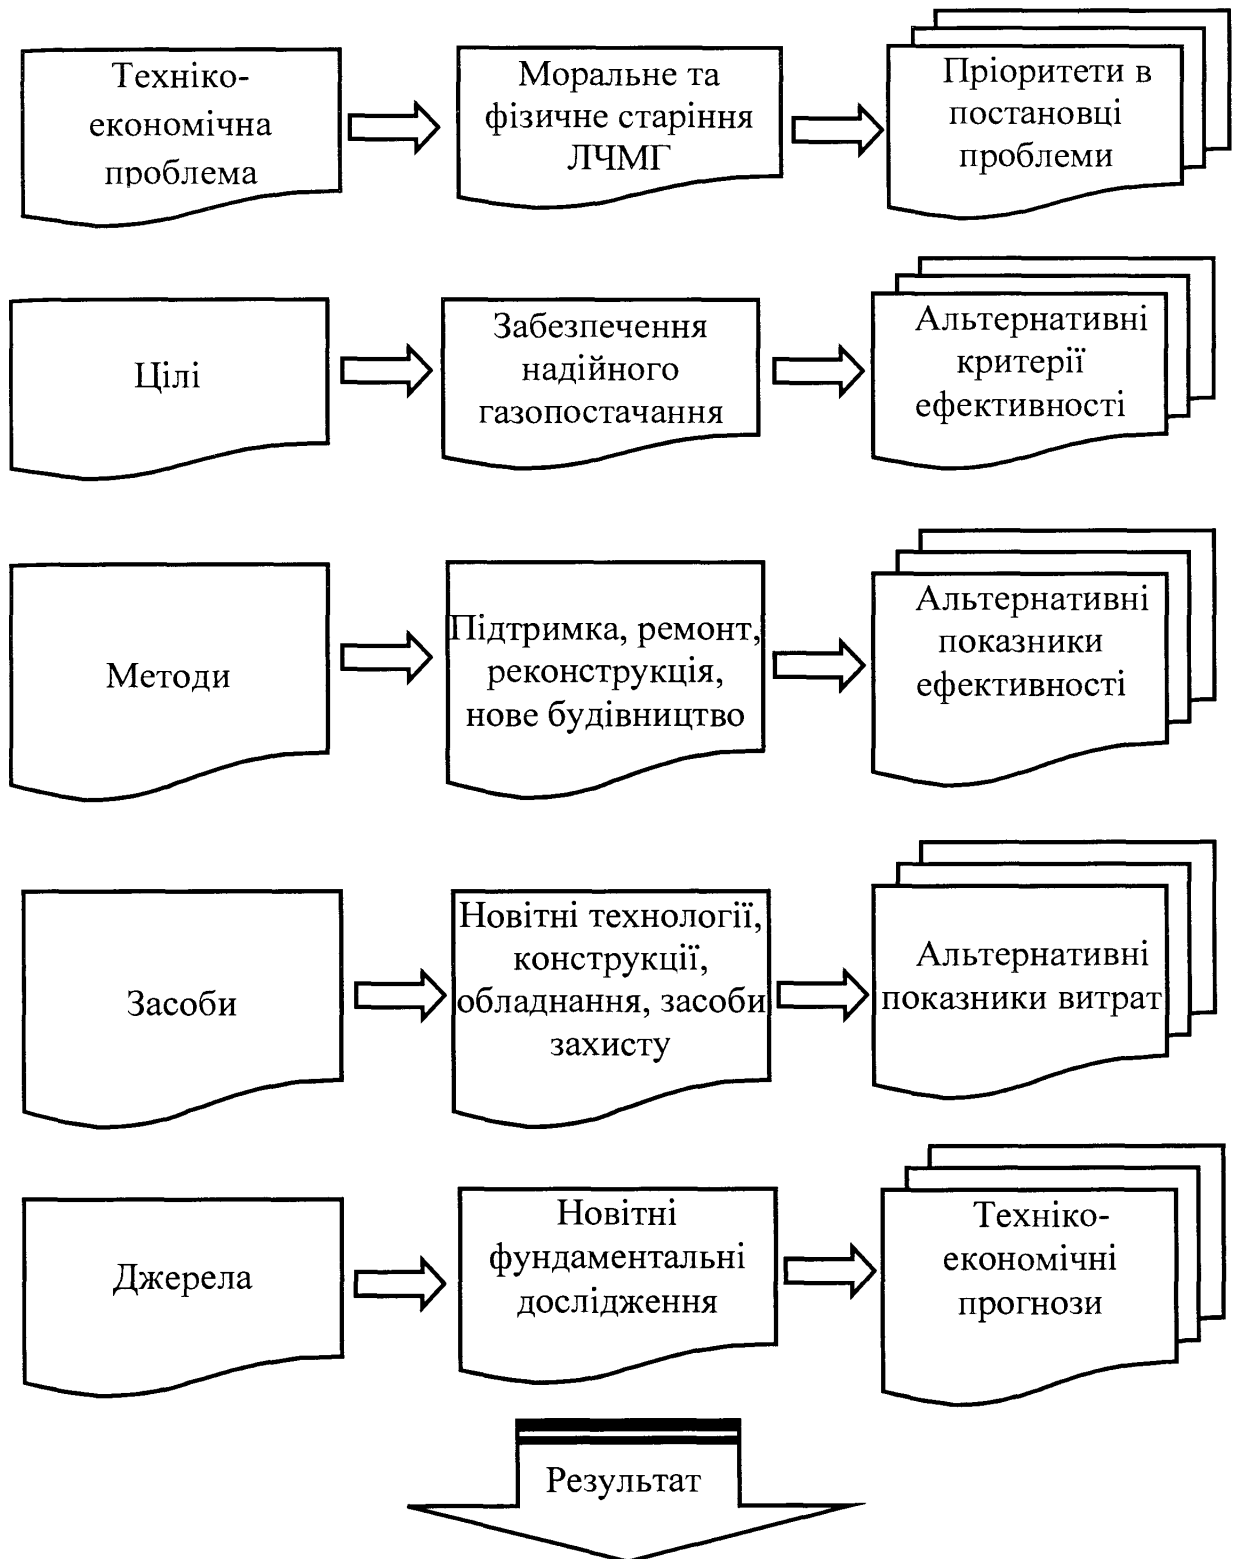 Техніко-
економічна
проблема
Моральне та
фізичне старіння
ЛЧМГ
Пріоритети в
постановці
проблеми
Цілі
Забезпечення
надійного
газопостачання
Альтернативні
критерії
ефективності
Методи
Підтримка, ремонт,
реконструкція,
нове будівництво
Альтернативні
показники
ефективності
Засоби
Новітні технології,
конструкції,
обладнання, засоби
захисту
Альтернативні
показники витрат
Джерела
Новітні
фундаментальні
дослідження
Техніко-
економічні
прогнози
Результат